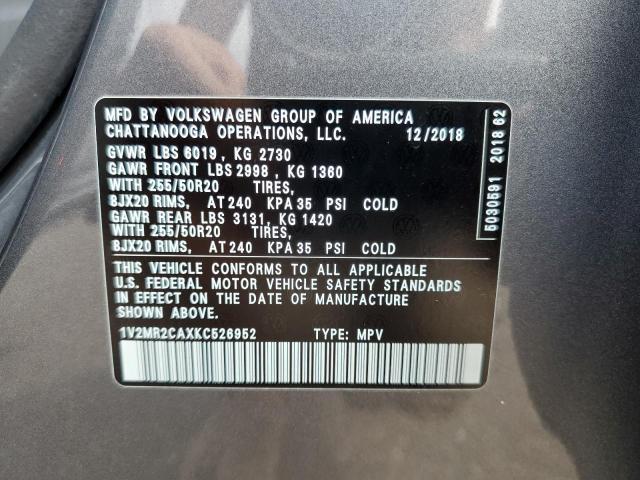 MFD BY VOLKSWAGEN GROUP OF AMERICA
CHATTANOOGA OPERATIONS, LLC. 12/2018
GVWR LBS 6019 , KG 2730
GAWR FRONT LBS 2998 , KG 1360
WITH 255/50R20 TIRES,
8JX20 RIMS, AT 240 KPA 35 PSI COLD
GAWR REAR LBS 3131, KG 1420
WITH 255/50R20 TIRES,
8JX20 RIMS, AT 240 KPA 35 PSI COLD
THIS VEHICLE CONFORMS TO ALL APPLICABLE
U.S. FEDERAL MOTOR VEHICLE SAFETY STANDARDS
IN EFFECT ON THE DATE OF MANUFACTURE
SHOWN ABOVE.
1V2MR2CAXKC526952 TYPE: MPV
5030591 2018 62